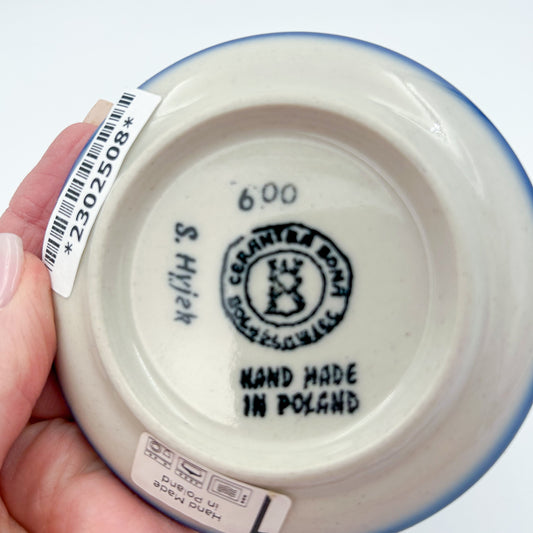 *2302508*
600
S. Hyjek
CERAMIKA BONA
BOLESŁAWIEC
HAND MADE
IN POLAND
Hand Made
in Poland